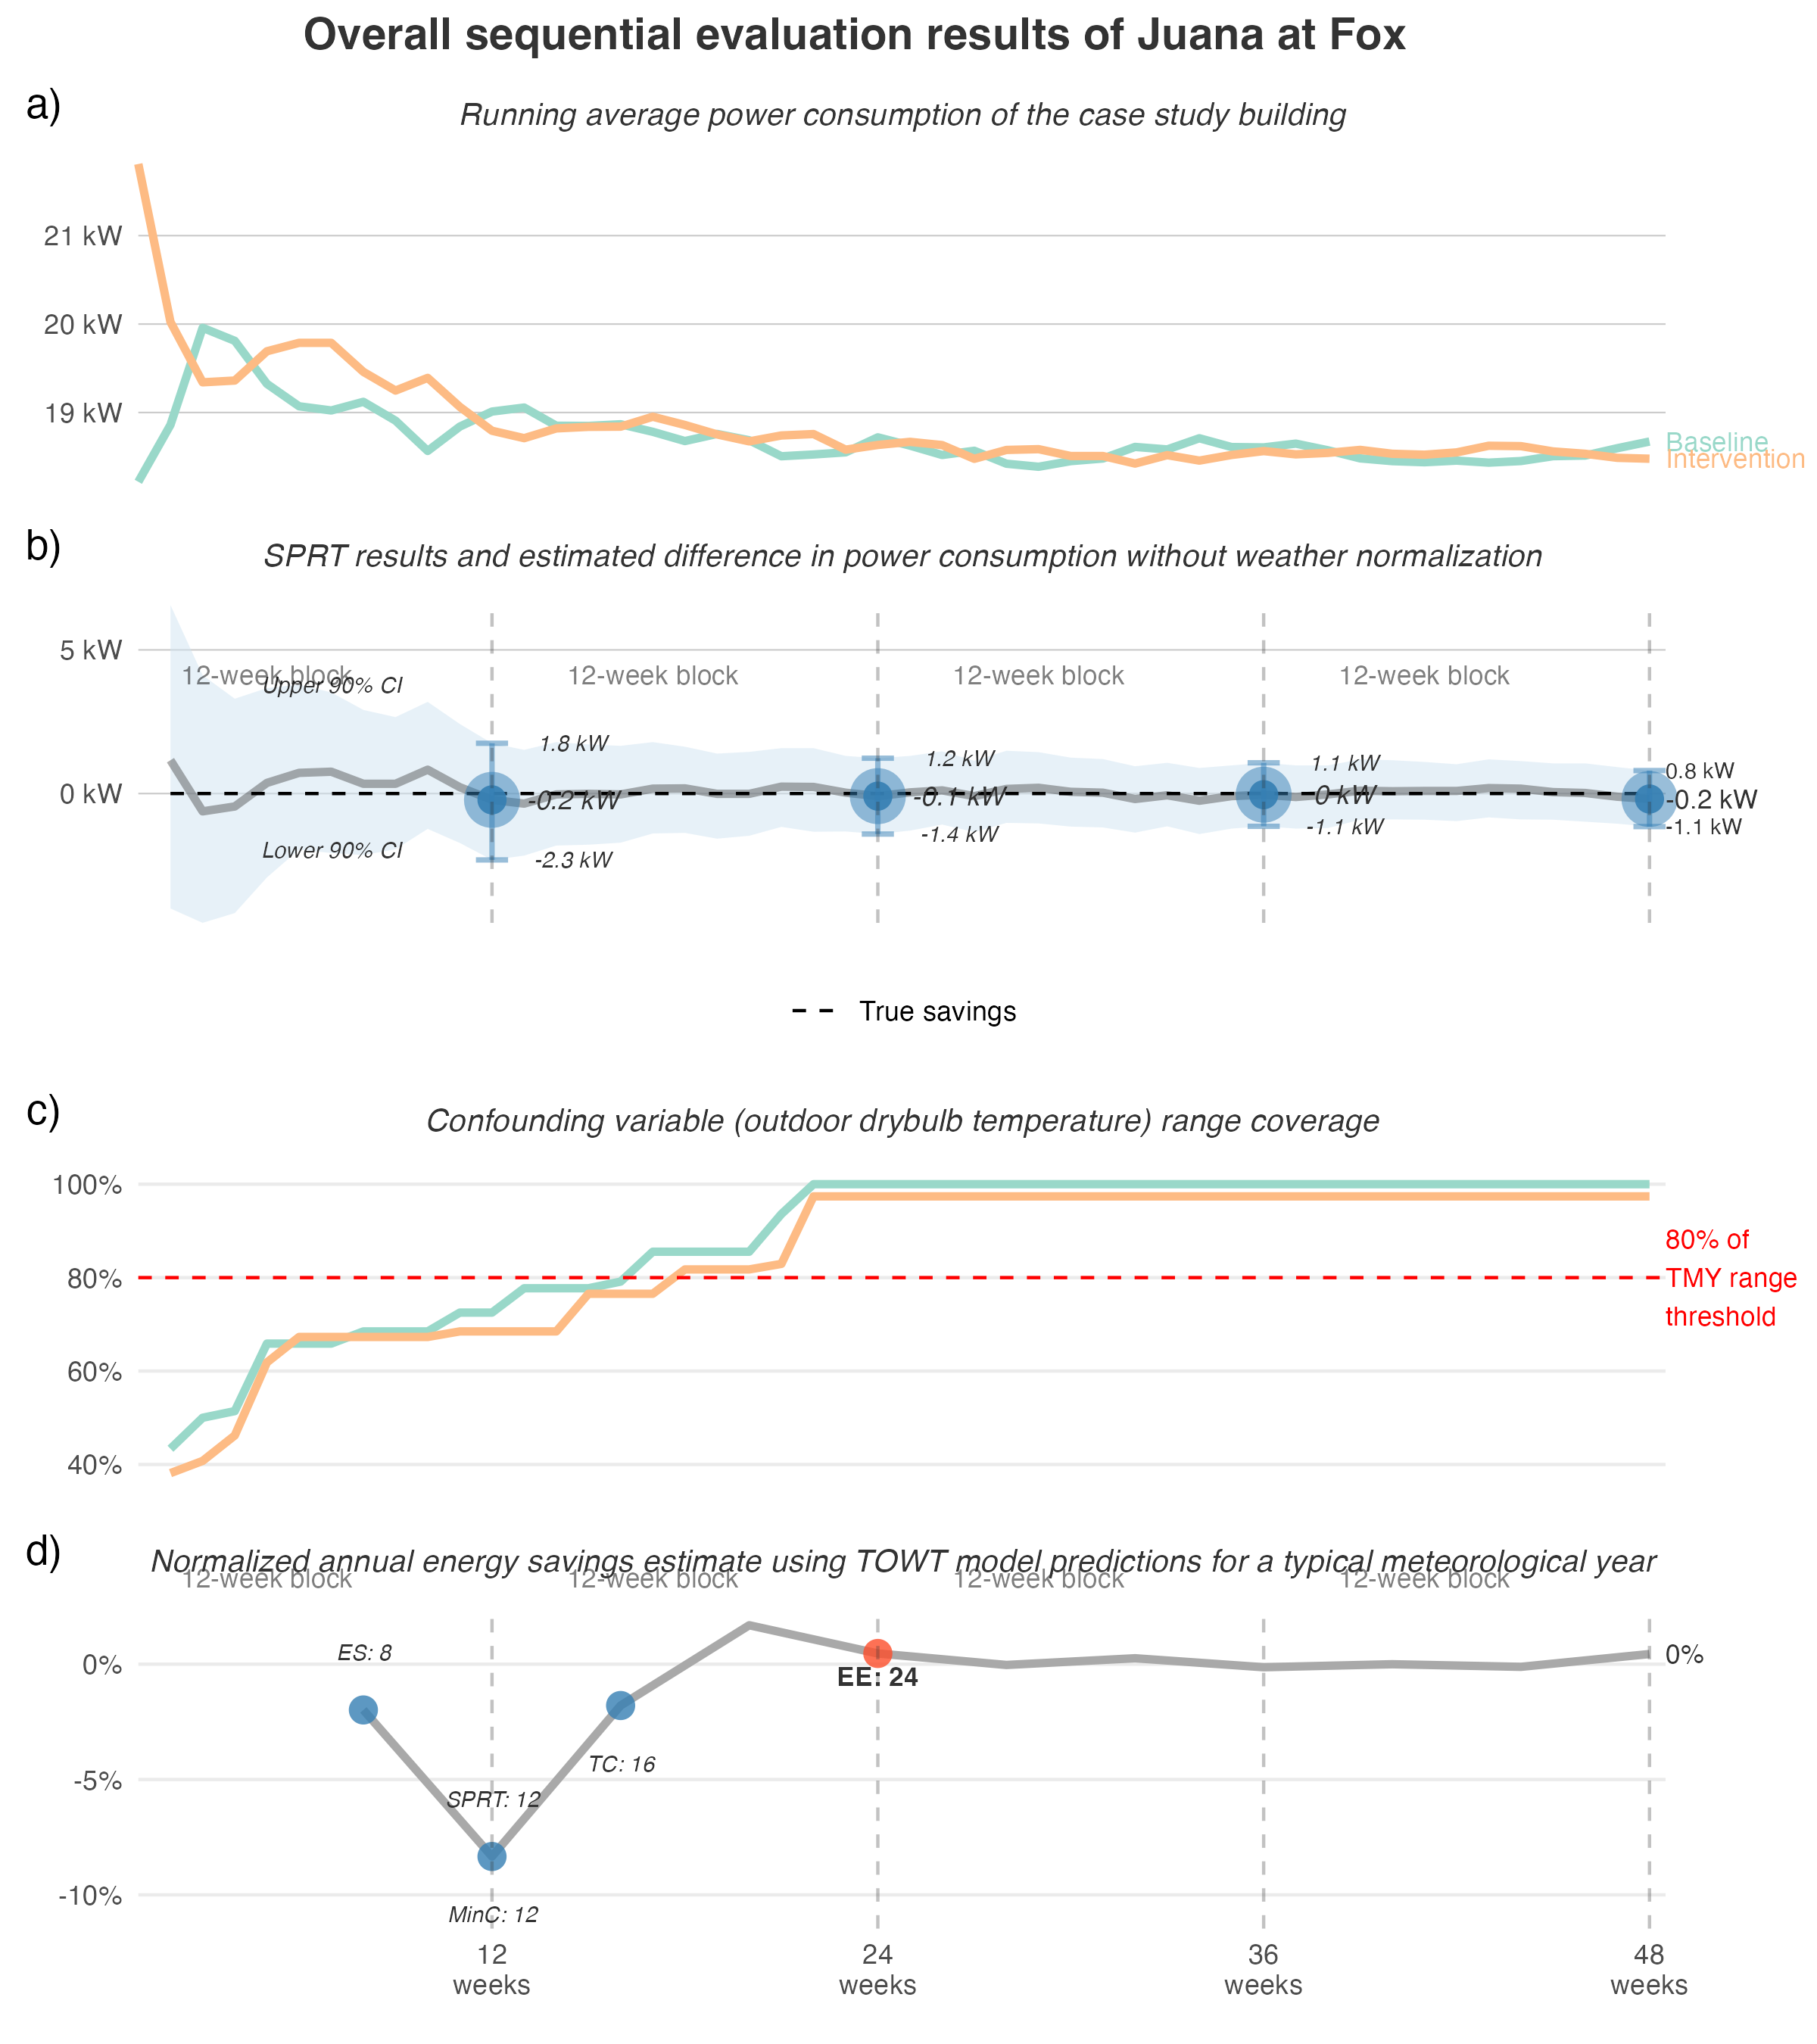 Overall sequential evaluation results of Juana at Fox
a)
Running average power consumption of the case study building
21 kW
20 kW
19 kW
Baseline
Intervention
b)
SPRT results and estimated difference in power consumption without weather normalization
5 kW
12-week block
12-week block
12-week block
12-week block
Upper 90% CI
1.8 kW
1.2 kW
1.1 kW
0.8 kW
0 kW
-0.2 kW
-0.1 kW
0 kW
-0.2 kW
Lower 90% CI
-2.3 kW
-1.4 kW
-1.1 kW
-1.1 kW
True savings
c)
Confounding variable (outdoor drybulb temperature) range coverage
100%
80%
60%
40%
80% of
TMY range
threshold
d)
Normalized annual energy savings estimate using TOWT model predictions for a typical meteorological year
12-week block
12-week block
12-week block
12-week block
ES: 8
0%
EE: 24
0%
TC: 16
-5%
SPRT: 12
-10%
MinC: 12
12
weeks
24
weeks
36
weeks
48
weeks